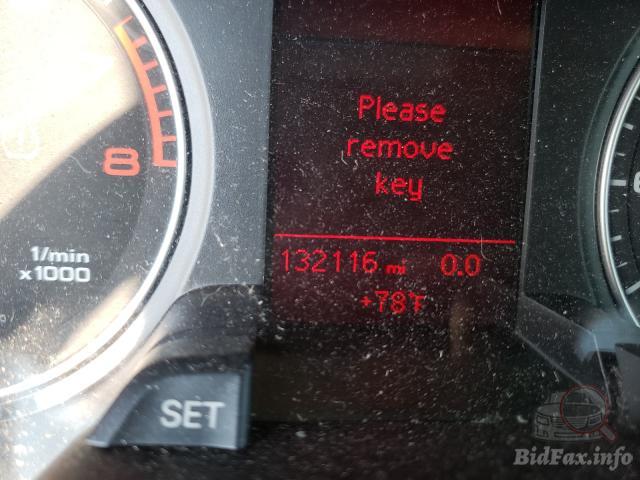 Please
remove
key
8
1/min
x1000
132116 mi 0.0
+78°F
SET
BidFax.info